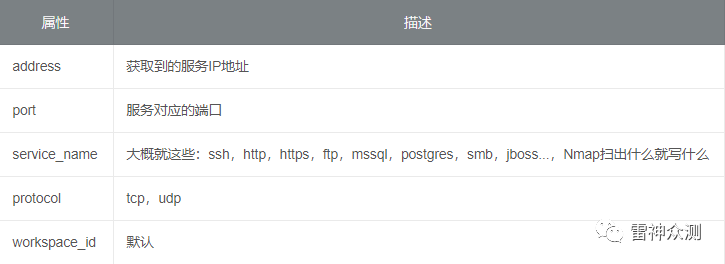 属性 描述
address 获取到的服务IP地址
port 服务对应的端口
service_name 大概就这些：ssh，http，https，ftp，mssql，postgres，smb，jboss...，Nmap扫出什么就写什么
protocol tcp，udp
workspace_id 默认
雷神众测